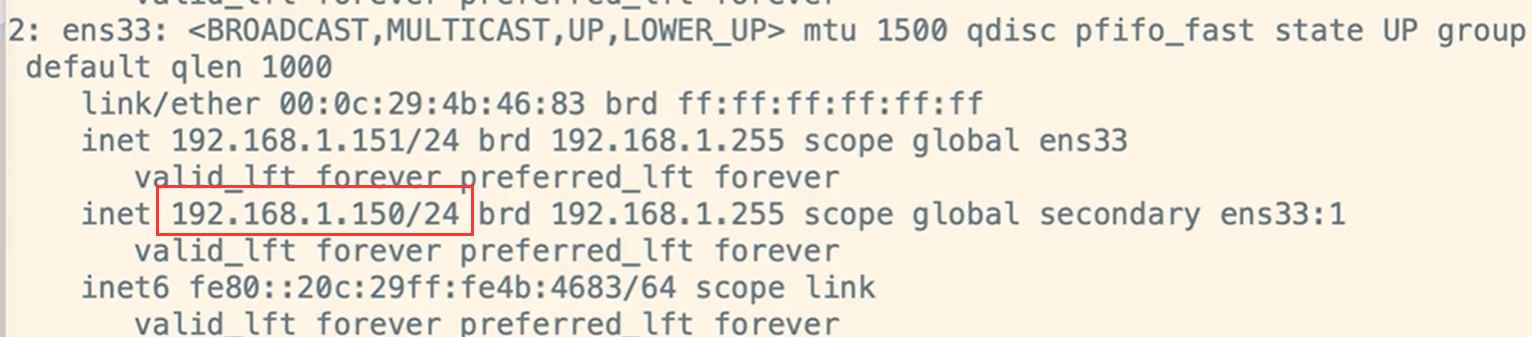 valid_lft forever preferred_lft forever
2: ens33: <BROADCAST,MULTICAST,UP,LOWER_UP> mtu 1500 qdisc pfifo_fast state UP group
default qlen 1000
link/ether 00:0c:29:4b:46:83 brd ff:ff:ff:ff:ff:ff
inet 192.168.1.151/24 brd 192.168.1.255 scope global ens33
valid_lft forever preferred_lft forever
inet 192.168.1.150/24 brd 192.168.1.255 scope global secondary ens33:1
valid_lft forever preferred_lft forever
inet6 fe80::20c:29ff:fe4b:4683/64 scope link
valid_lft forever preferred_lft forever